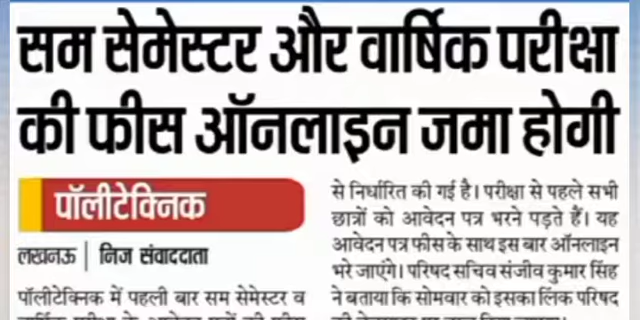 सम सेमेस्टर और वार्षिक परीक्षा
की फीस ऑनलाइन जमा होगी
पॉलीटेक्निक
लखनऊ | निज संवाददाता
पॉलीटेक्निक में पहली बार सम सेमेस्टर व
से निर्धारित की गई है। परीक्षा से पहले सभी
छात्रों को आवेदन पत्र भरने पड़ते हैं। यह
आवेदन पत्र फीस के साथ इस बार ऑनलाइन
भरे जाएंगे। परिषद सचिव संजीव कुमार सिंह
ने बताया कि सोमवार को इसका लिंक परिषद